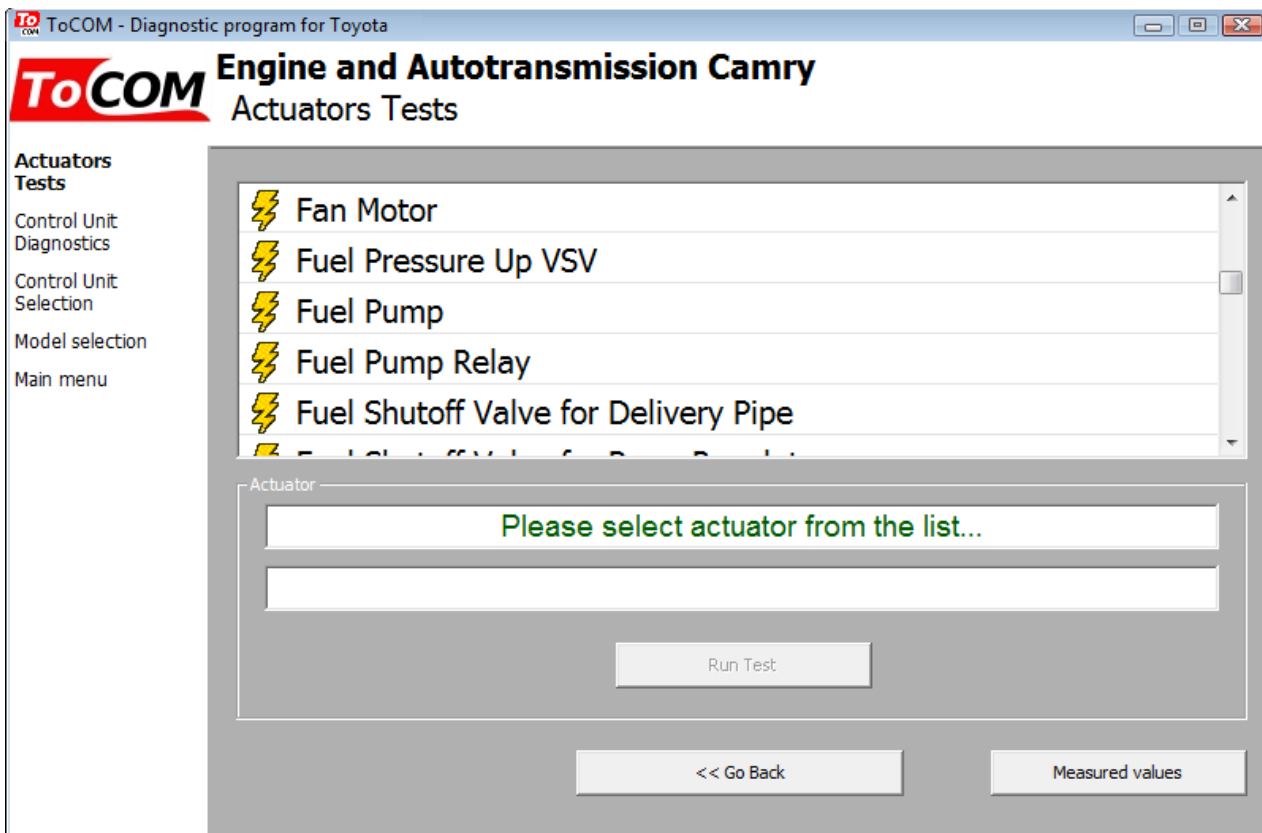 To
COM
ToCOM - Diagnostic program for Toyota
ToCOM
Engine and Autotransmission Camry
Actuators Tests
Actuators
Tests
Control Unit
Diagnostics
Control Unit
Selection
Model selection
Main menu
Fan Motor
Fuel Pressure Up VSV
Fuel Pump
Fuel Pump Relay
Fuel Shutoff Valve for Delivery Pipe
Actuator
Please select actuator from the list...
Run Test
<< Go Back
Measured values